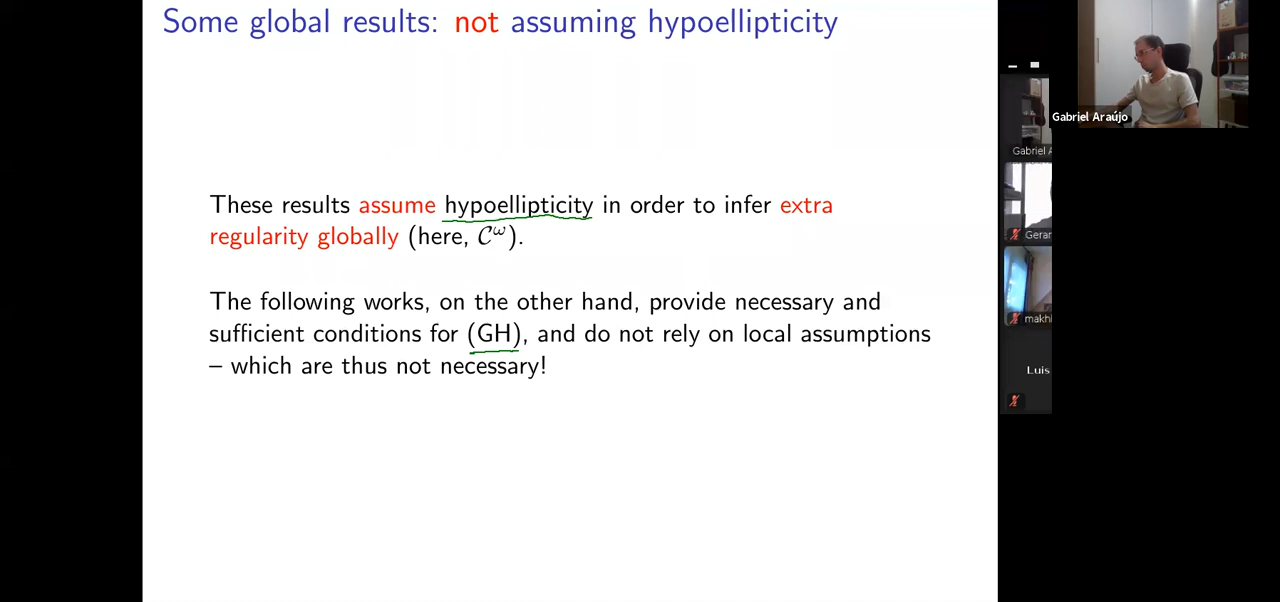 Some global results: not assuming hypoellipticity
These results assume hypoellipticity in order to infer extra
regularity globally (here, 𝒞^ω).
The following works, on the other hand, provide necessary and
sufficient conditions for (GH), and do not rely on local assumptions
– which are thus not necessary!
Gabriel Araújo
Gabriel A
Gerar
makhl
Luis